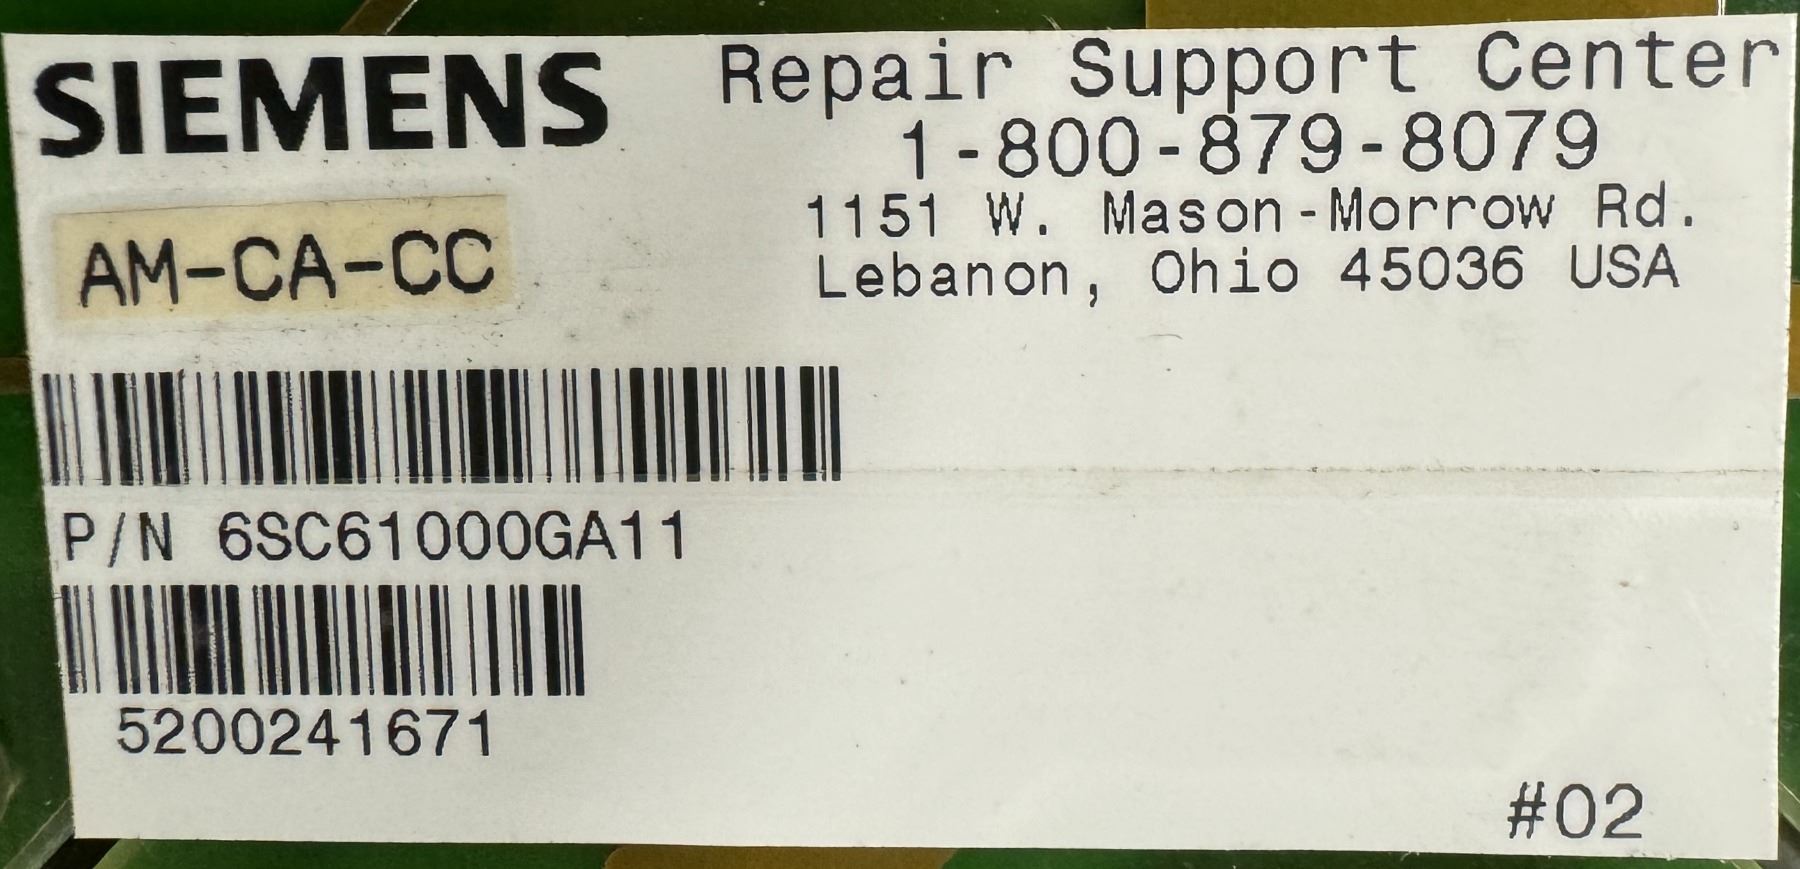 SIEMENS
Repair Support Center
1-800-879-8079
1151 W. Mason-Morrow Rd.
Lebanon, Ohio 45036 USA
AM-CA-CC
P/N 6SC61000GA11
5200241671
#02